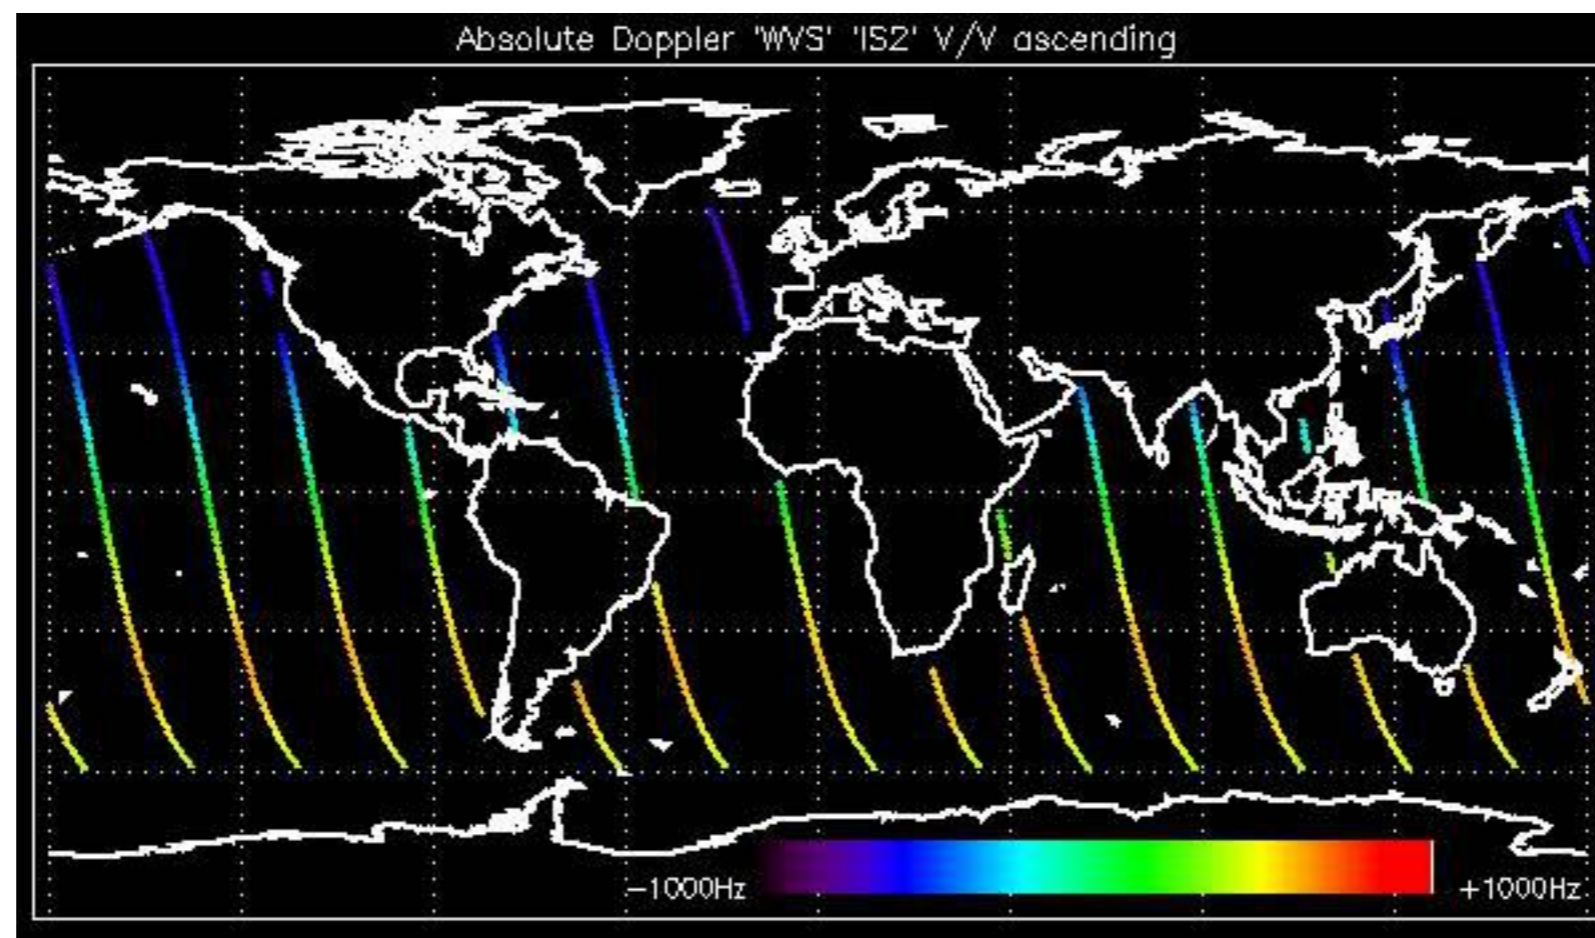 Absolute Doppler 'WVS' 'IS2' V/V ascending
−1000Hz
+1000Hz